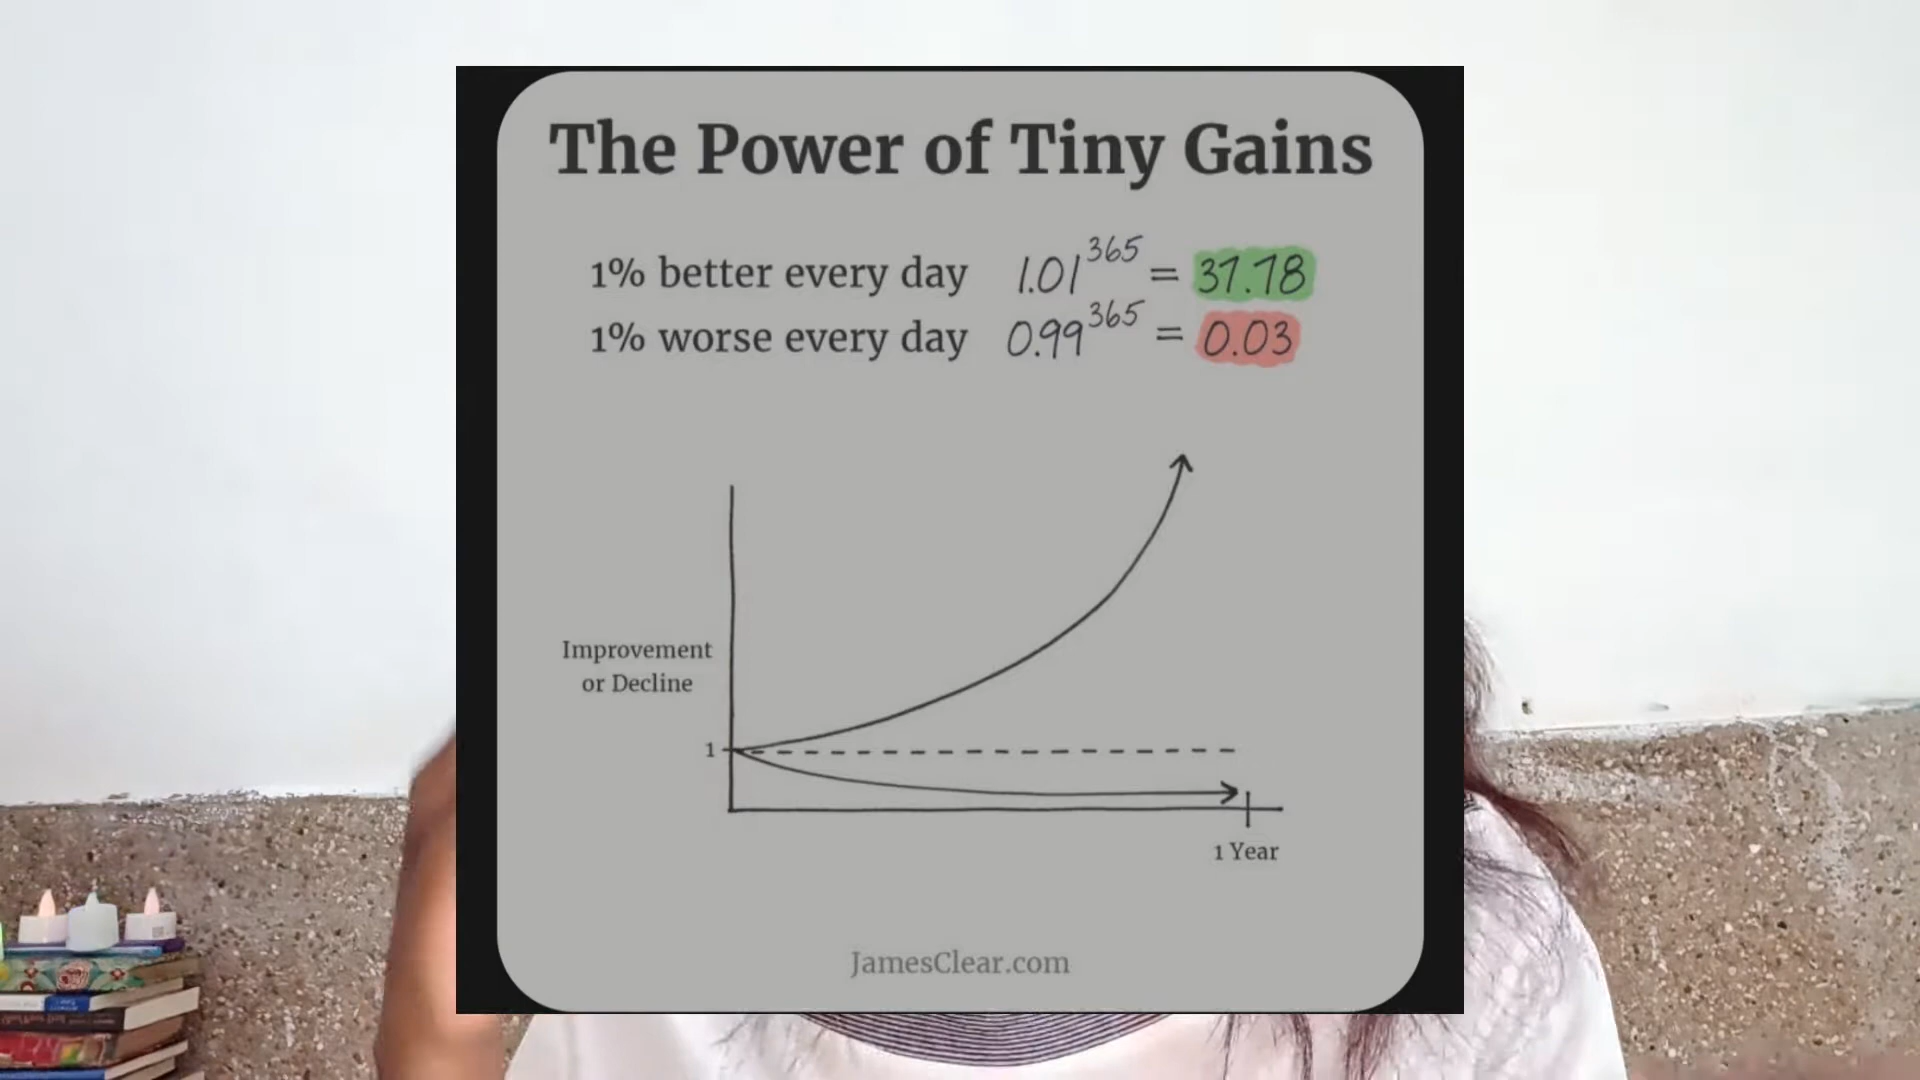 The Power of Tiny Gains
1% better every day 1.01^365 = 37.78
1% worse every day 0.99^365 = 0.03
Improvement
or Decline
1
1 Year
JamesClear.com